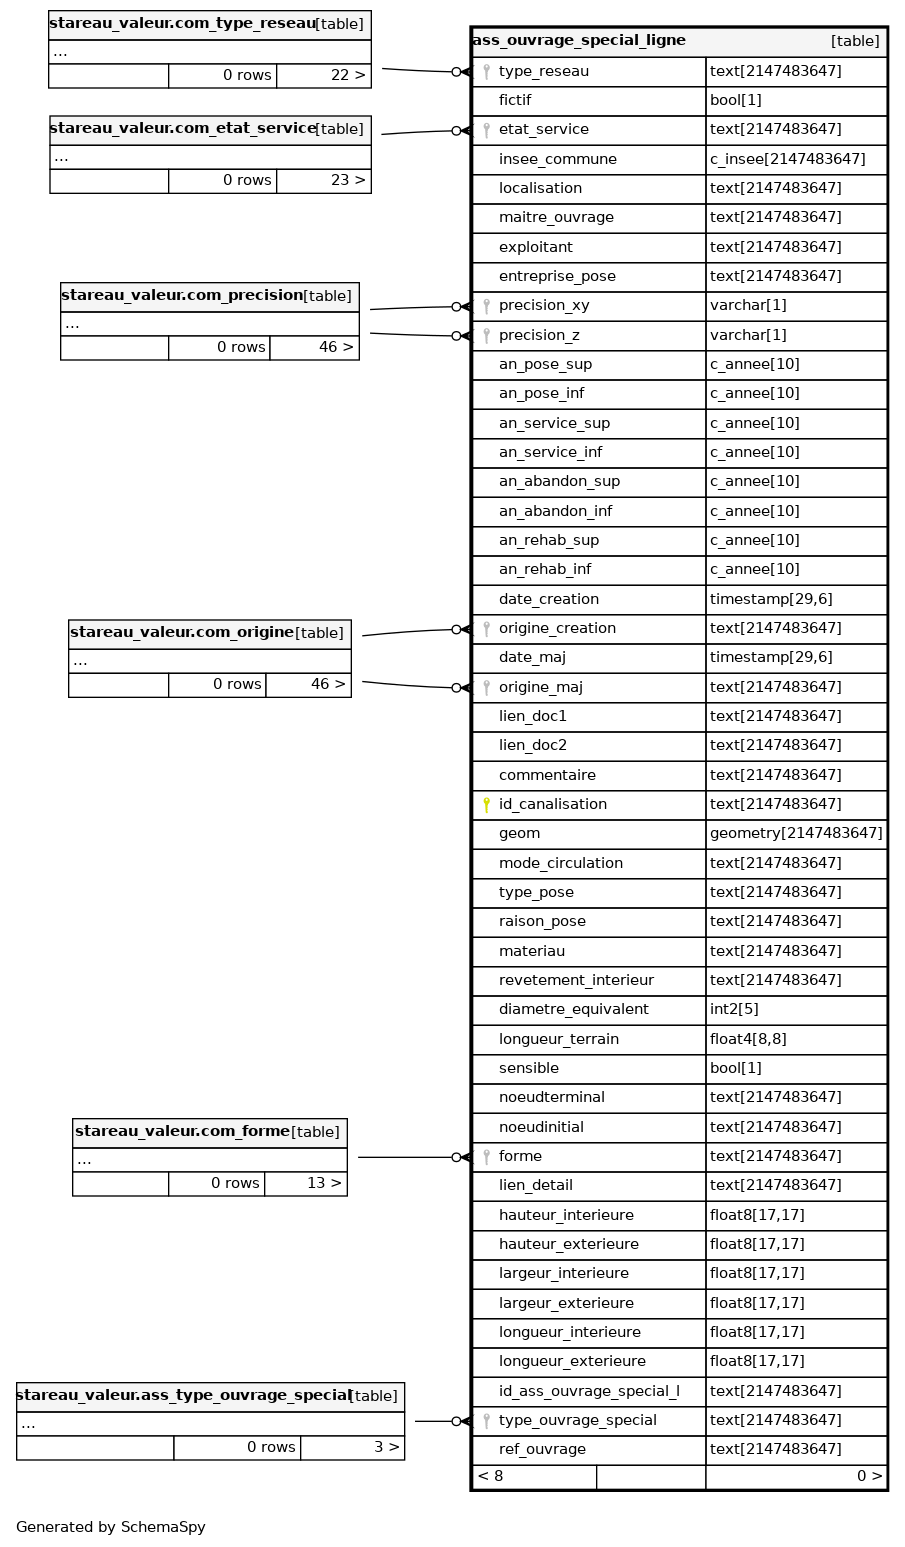 stareau_valeur.com_type_reseau [table]
...
0 rows 22 >
stareau_valeur.com_etat_service [table]
...
0 rows 23 >
stareau_valeur.com_precision [table]
...
0 rows 46 >
stareau_valeur.com_origine [table]
...
0 rows 46 >
stareau_valeur.com_forme [table]
...
0 rows 13 >
stareau_valeur.ass_type_ouvrage_special [table]
...
0 rows 3 >
ass_ouvrage_special_ligne [table]
type_reseau text[2147483647]
fictif bool[1]
etat_service text[2147483647]
insee_commune c_insee[2147483647]
localisation text[2147483647]
maitre_ouvrage text[2147483647]
exploitant text[2147483647]
entreprise_pose text[2147483647]
precision_xy varchar[1]
precision_z varchar[1]
an_pose_sup c_annee[10]
an_pose_inf c_annee[10]
an_service_sup c_annee[10]
an_service_inf c_annee[10]
an_abandon_sup c_annee[10]
an_abandon_inf c_annee[10]
an_rehab_sup c_annee[10]
an_rehab_inf c_annee[10]
date_creation timestamp[29,6]
origine_creation text[2147483647]
date_maj timestamp[29,6]
origine_maj text[2147483647]
lien_doc1 text[2147483647]
lien_doc2 text[2147483647]
commentaire text[2147483647]
id_canalisation text[2147483647]
geom geometry[2147483647]
mode_circulation text[2147483647]
type_pose text[2147483647]
raison_pose text[2147483647]
materiau text[2147483647]
revetement_interieur text[2147483647]
diametre_equivalent int2[5]
longueur_terrain float4[8,8]
sensible bool[1]
noeudterminal text[2147483647]
noeudinitial text[2147483647]
forme text[2147483647]
lien_detail text[2147483647]
hauteur_interieure float8[17,17]
hauteur_exterieure float8[17,17]
largeur_interieure float8[17,17]
largeur_exterieure float8[17,17]
longueur_interieure float8[17,17]
longueur_exterieure float8[17,17]
id_ass_ouvrage_special_l text[2147483647]
type_ouvrage_special text[2147483647]
ref_ouvrage text[2147483647]
< 8 0 >
Generated by SchemaSpy